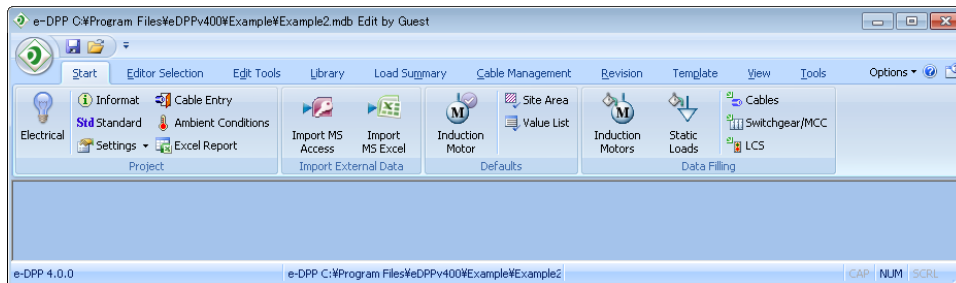 e-DPP C:¥Program Files¥eDPPv400¥Example¥Example2.mdb Edit by Guest
Start Editor Selection Edit Tools Library Load Summary Cable Management Revision Template View Tools Options
Electrical
Informat
Std Standard
Settings
Cable Entry
Ambient Conditions
Excel Report
Project
Import MS Access
Import MS Excel
Import External Data
M
Induction Motor
Site Area
Value List
Defaults
M
Induction Motors
Static Loads
Cables
Switchgear/MCC
LCS
Data Filling
e-DPP 4.0.0 e-DPP C:¥Program Files¥eDPPv400¥Example¥Example2 CAP NUM SCRL